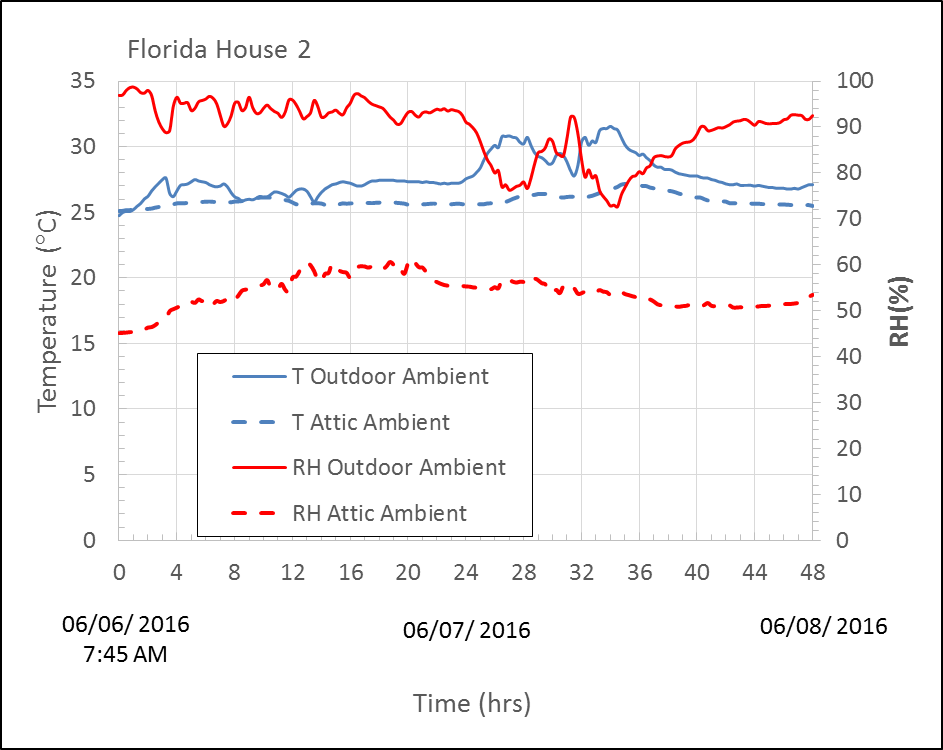 Florida House 2
35
30
25
20
15
10
5
0
Temperature (°C)
100
90
80
70
60
50
40
30
20
10
0
RH(%)
T Outdoor Ambient
T Attic Ambient
RH Outdoor Ambient
RH Attic Ambient
0 4 8 12 16 20 24 28 32 36 40 44 48
06/06/ 2016
7:45 AM
06/07/ 2016
06/08/ 2016
Time (hrs)